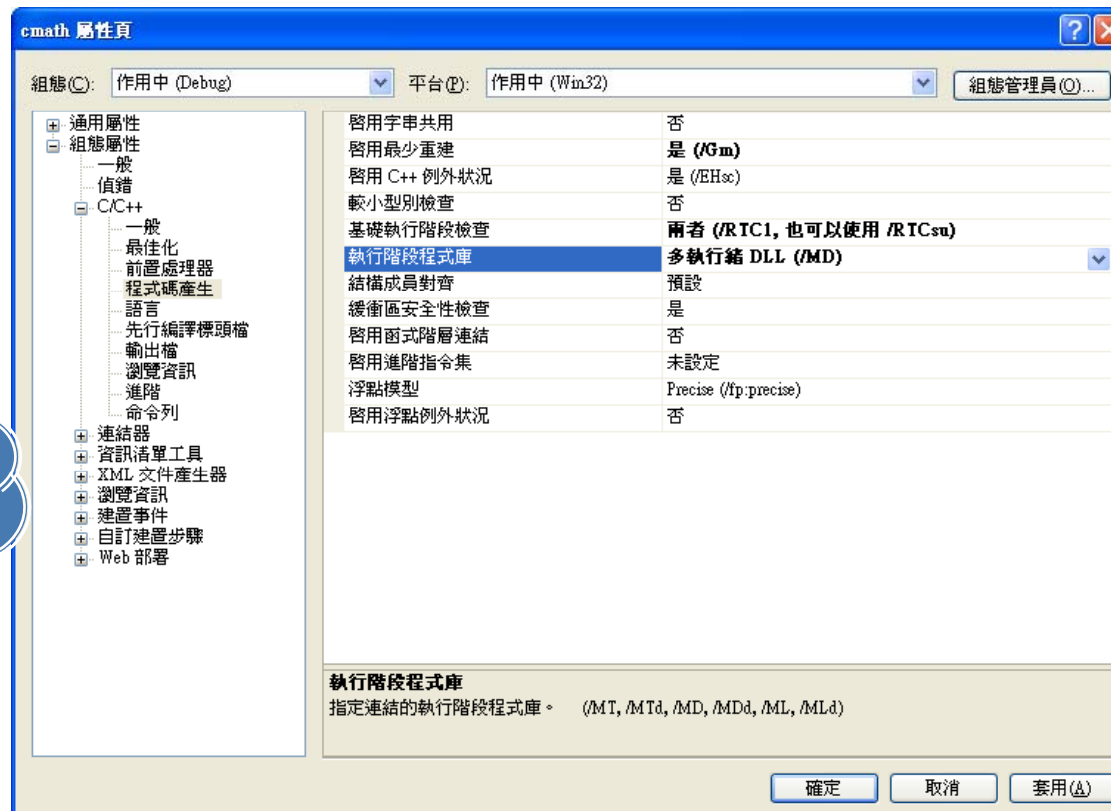 cmath 屬性頁
組態(C): 作用中 (Debug) 平台(P): 作用中 (Win32) 組態管理員(O)...
通用屬性
組態屬性
一般
偵錯
C/C++
一般
最佳化
前置處理器
程式碼產生
語言
先行編譯標頭檔
輸出檔
瀏覽資訊
進階
命令列
連結器
資訊清單工具
XML 文件產生器
瀏覽資訊
建置事件
自訂建置步驟
Web 部署
啟用字串共用 否
啟用最少重建 是 (/Gm)
啟用 C++ 例外狀況 是 (/EHsc)
較小型別檢查 否
基礎執行階段檢查 兩者 (/RTC1, 也可以使用 /RTCsu)
執行階段程式庫 多執行緒 DLL (/MD)
結構成員對齊 預設
緩衝區安全性檢查 是
啟用函式階層連結 否
啟用進階指令集 未設定
浮點模型 Precise (/fp:precise)
啟用浮點例外狀況 否
執行階段程式庫
指定連結的執行階段程式庫。 (/MT, /MTd, /MD, /MDd, /ML, /MLd)
確定 取消 套用(A)